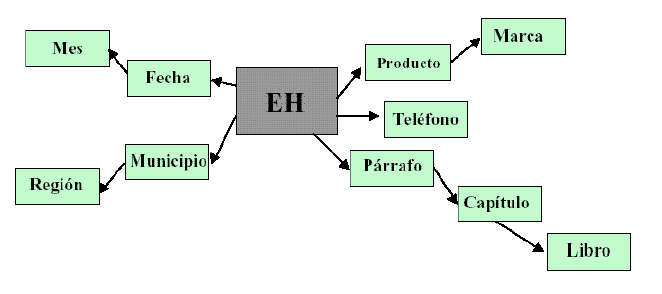 Marca
Mes
Producto
Fecha
EH
Teléfono
Municipio
Párrafo
Región
Capítulo
Libro